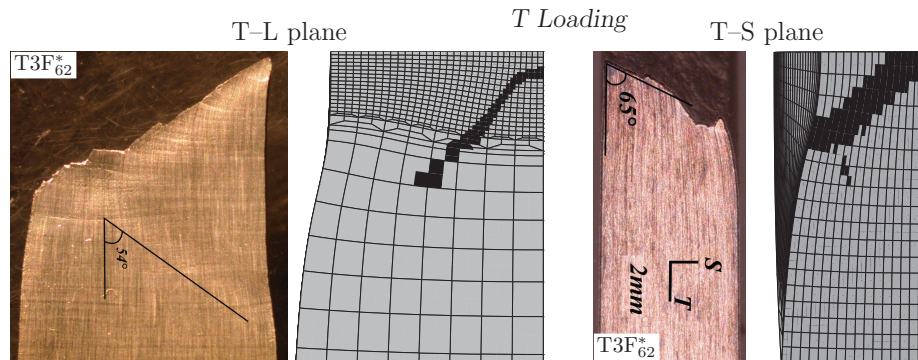 T Loading
T–L plane
T–S plane
T3F*62
54°
65°
S
T
2mm
T3F*62